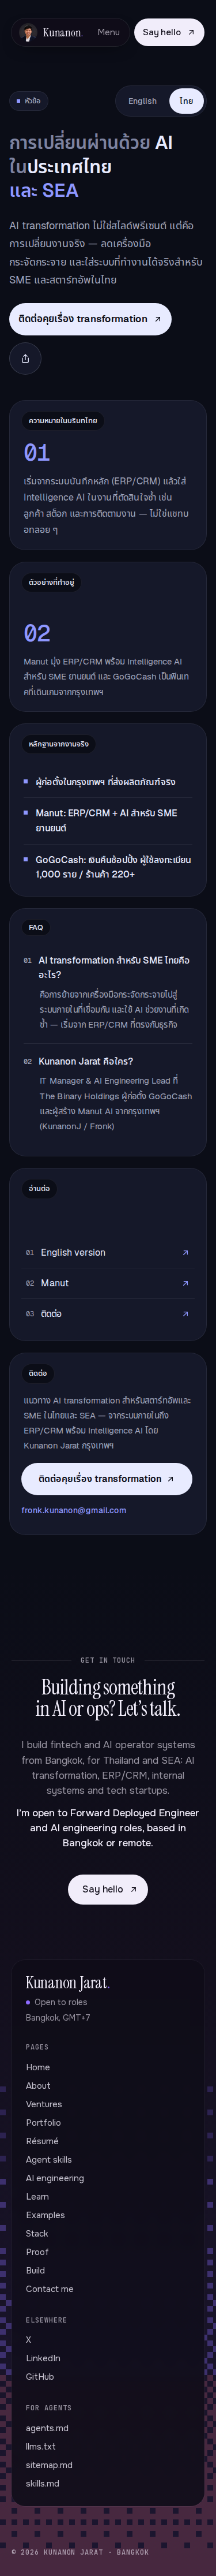 Kunanon.
Menu
Say hello
หัวข้อ
English
ไทย
การเปลี่ยนผ่านด้วย AI
ในประเทศไทย
และ SEA
AI transformation ไม่ใช่สไลด์พรีเซนต์ แต่คือ
การเปลี่ยนงานจริง — ลดเครื่องมือ
กระจัดกระจาย และใส่ระบบที่ทำงานได้จริงสำหรับ
SME และสตาร์ทอัพในไทย
ติดต่อคุยเรื่อง transformation
ความหมายในบริบทไทย
01
เริ่มจากระบบบันทึกหลัก (ERP/CRM) แล้วใส่
Intelligence AI ในงานที่ตัดสินใจซ้ำ เช่น
ลูกค้า สต็อก และการติดตามงาน — ไม่ใช่แชทบ
อทลอย ๆ
ตัวอย่างที่ทำอยู่
02
Manut มุ่ง ERP/CRM พร้อม Intelligence AI
สำหรับ SME ยานยนต์ และ GoGoCash เป็นฟินเท
คที่เดินเกมจากกรุงเทพฯ
หลักฐานจากงานจริง
ผู้ก่อตั้งในกรุงเทพฯ ที่ส่งผลิตภัณฑ์จริง
Manut: ERP/CRM + AI สำหรับ SME
ยานยนต์
GoGoCash: เงินคืนช้อปปิ้ง ผู้ใช้ลงทะเบียน
1,000 ราย / ร้านค้า 220+
FAQ
01 AI transformation สำหรับ SME ไทยคือ
อะไร?
คือการย้ายจากเครื่องมือกระจัดกระจายไปสู่
ระบบภายในที่เชื่อมกัน และใช้ AI ช่วยงานที่เกิด
ซ้ำ — เริ่มจาก ERP/CRM ที่ตรงกับธุรกิจ
02 Kunanon Jarat คือใคร?
IT Manager & AI Engineering Lead ที่
The Binary Holdings ผู้ก่อตั้ง GoGoCash
และผู้สร้าง Manut AI จากกรุงเทพฯ
(KunanonJ / Fronk)
อ่านต่อ
01 English version
02 Manut
03 ติดต่อ
ติดต่อ
แนวทาง AI transformation สำหรับสตาร์ทอัพและ
SME ในไทยและ SEA — จากระบบภายในถึง
ERP/CRM พร้อม Intelligence AI โดย
Kunanon Jarat กรุงเทพฯ
ติดต่อคุยเรื่อง transformation
fronk.kunanon@gmail.com
GET IN TOUCH
Building something
in AI or ops? Let's talk.
I build fintech and AI operator systems
from Bangkok, for Thailand and SEA: AI
transformation, ERP/CRM, internal
systems and tech startups.
I'm open to Forward Deployed Engineer
and AI engineering roles, based in
Bangkok or remote.
Say hello
Kunanon Jarat.
Open to roles
Bangkok, GMT+7
PAGES
Home
About
Ventures
Portfolio
Résumé
Agent skills
AI engineering
Learn
Examples
Stack
Proof
Build
Contact me
ELSEWHERE
X
LinkedIn
GitHub
FOR AGENTS
agents.md
llms.txt
sitemap.md
skills.md
© 2026 KUNANON JARAT · BANGKOK